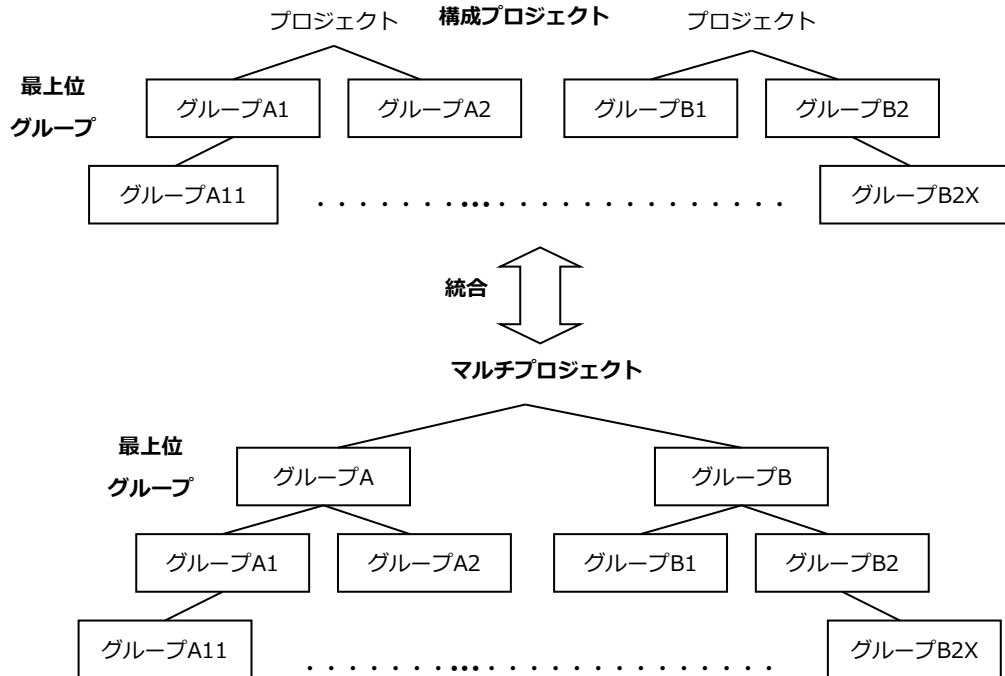 構成プロジェクト
プロジェクト プロジェクト
最上位
グループ
グループA1 グループA2 グループB1 グループB2
グループA11 ・・・・・・・・・・・・・・・・・・・・・・ グループB2X
統合
マルチプロジェクト
最上位
グループ
グループA グループB
グループA1 グループA2 グループB1 グループB2
グループA11 ・・・・・・・・・・・・・・・・・・・・・・ グループB2X